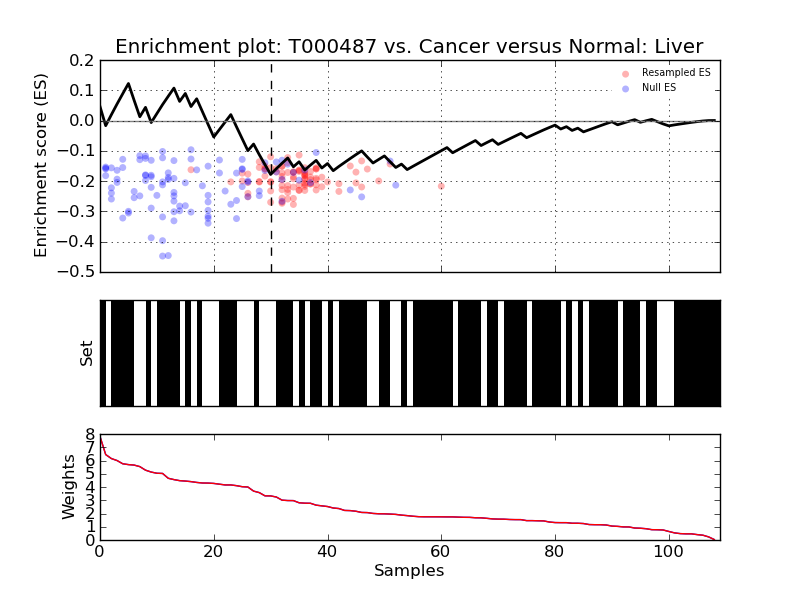 Enrichment plot: T000487 vs. Cancer versus Normal: Liver
Enrichment score (ES)
0.2
0.1
0.0
−0.1
−0.2
−0.3
−0.4
−0.5
Resampled ES
Null ES
Set
Weights
8
7
6
5
4
3
2
1
0
0 20 40 60 80 100
Samples